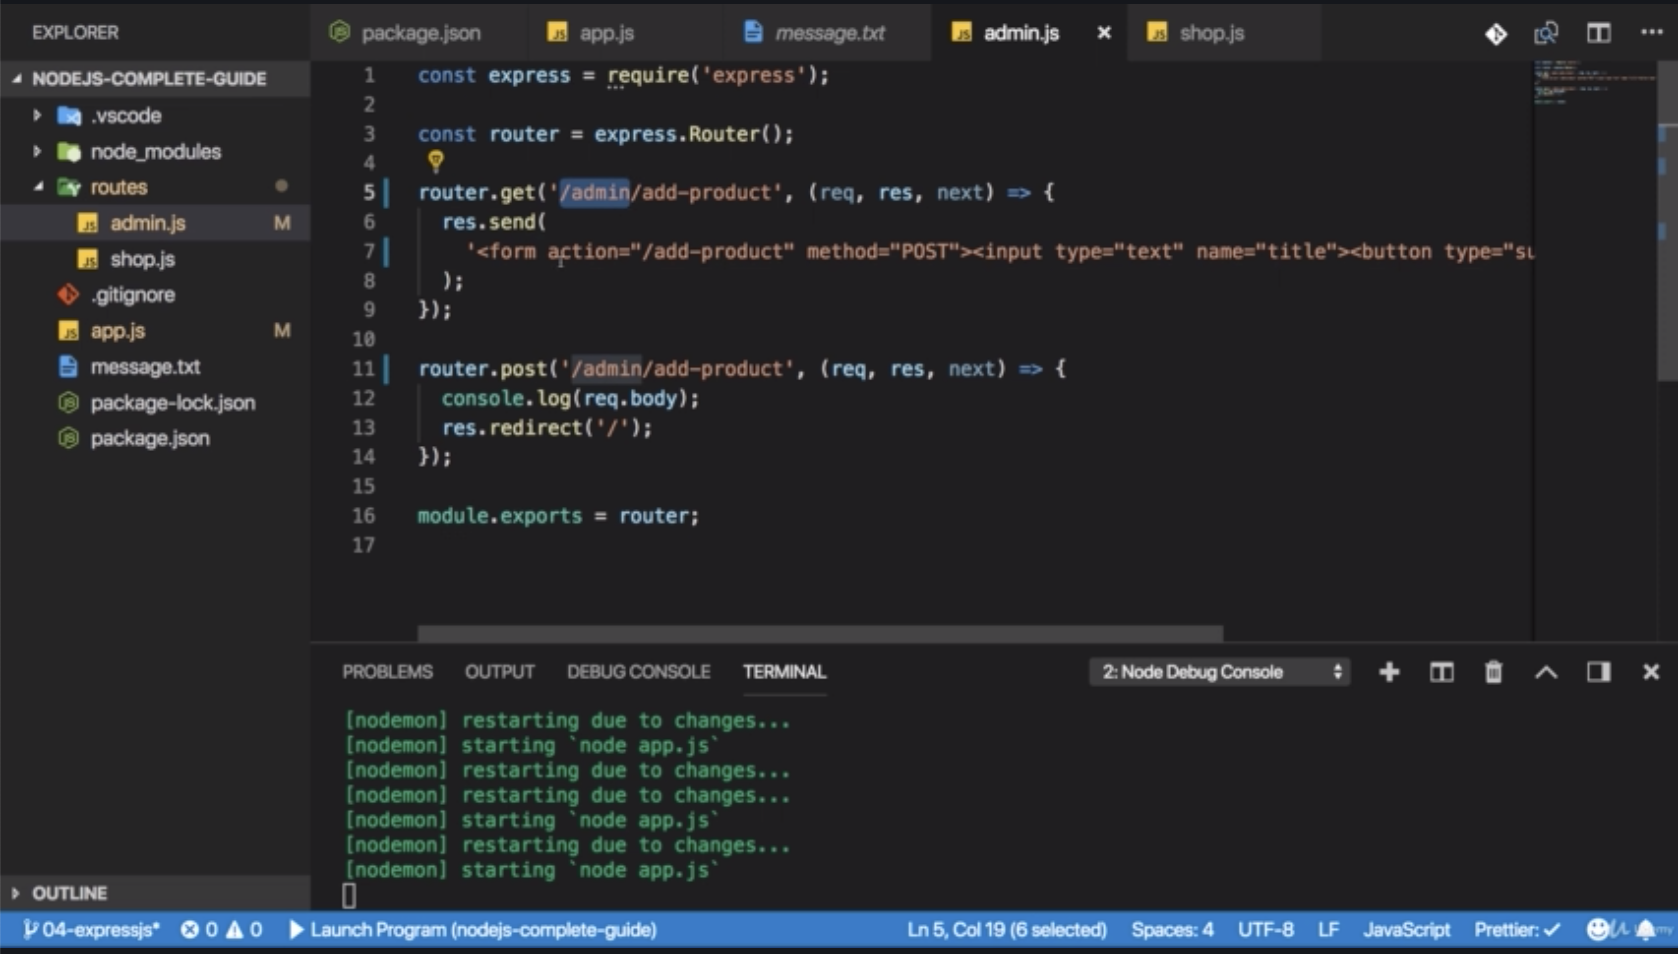 EXPLORER
package.json
app.js
message.txt
admin.js
shop.js
NODEJS-COMPLETE-GUIDE
.vscode
node_modules
routes
admin.js M
shop.js
.gitignore
app.js M
message.txt
package-lock.json
package.json
OUTLINE
1 const express = require('express');
2
3 const router = express.Router();
4
5 router.get('/admin/add-product', (req, res, next) => {
6 res.send(
7 '<form action="/add-product" method="POST"><input type="text" name="title"><button type="su
8 );
9 });
10
11 router.post('/admin/add-product', (req, res, next) => {
12 console.log(req.body);
13 res.redirect('/');
14 });
15
16 module.exports = router;
17
PROBLEMS OUTPUT DEBUG CONSOLE TERMINAL 2: Node Debug Console
[nodemon] restarting due to changes...
[nodemon] starting `node app.js`
[nodemon] restarting due to changes...
[nodemon] restarting due to changes...
[nodemon] starting `node app.js`
[nodemon] restarting due to changes...
[nodemon] starting `node app.js`
04-expressjs* 0 0 Launch Program (nodejs-complete-guide) Ln 5, Col 19 (6 selected) Spaces: 4 UTF-8 LF JavaScript Prettier: ✓